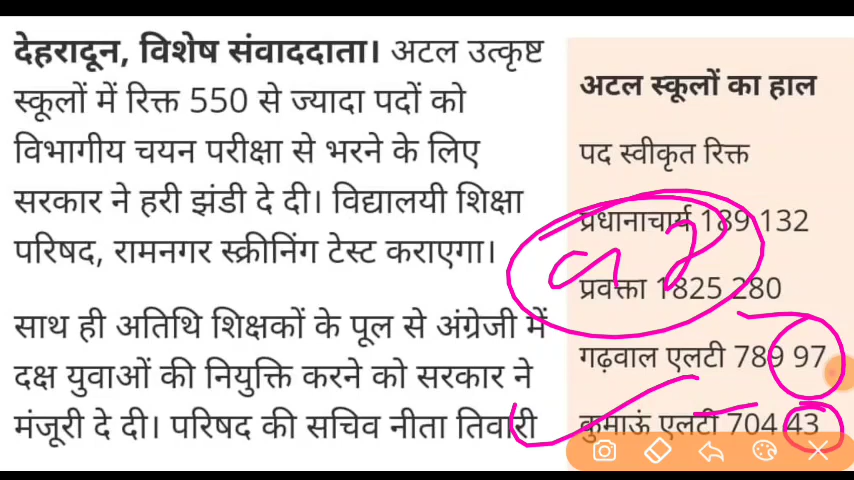 देहरादून, विशेष संवाददाता। अटल उत्कृष्ट
स्कूलों में रिक्त 550 से ज्यादा पदों को
विभागीय चयन परीक्षा से भरने के लिए
सरकार ने हरी झंडी दे दी। विद्यालयी शिक्षा
परिषद, रामनगर स्क्रीनिंग टेस्ट कराएगा।
साथ ही अतिथि शिक्षकों के पूल से अंग्रेजी में
दक्ष युवाओं की नियुक्ति करने को सरकार ने
मंजूरी दे दी। परिषद की सचिव नीता तिवारी
अटल स्कूलों का हाल
पद स्वीकृत रिक्त
प्रधानाचार्य 189 132
प्रवक्ता 1825 280
गढ़वाल एलटी 789 97
कुमाऊं एलटी 704 43